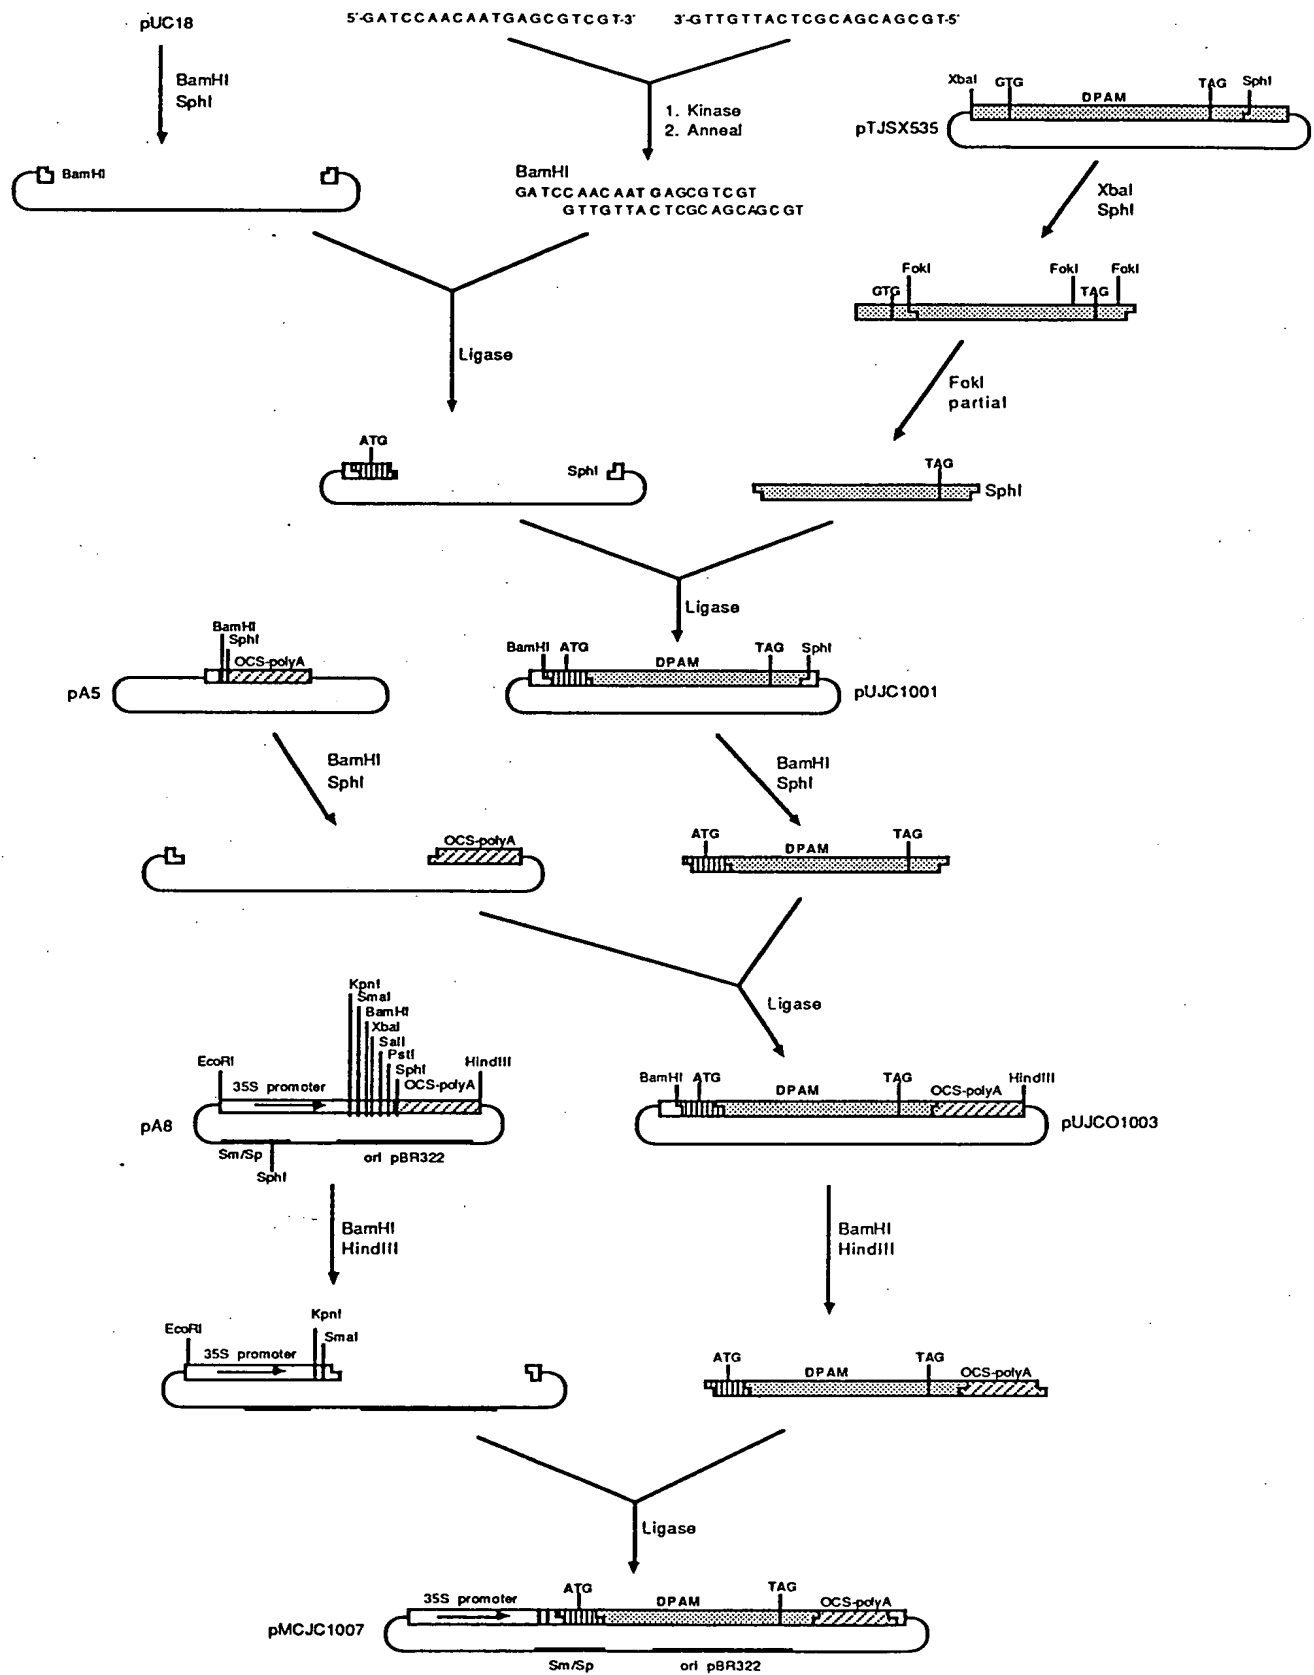 pUC18
5'-GATCCAACAATGAGCGTCGT-3'
3'-GTTGTTACTCGCAGCAGCGT-5'
BamHI
SphI
1. Kinase
2. Anneal
XbaI
GTG
DPAM
TAG
SphI
pTJSX535
BamHI
BamHI
GATCCAACAATGAGCGTCGT
GTTGTTACTCGCAGCAGCGT
XbaI
SphI
FokI
FokI
FokI
GTG
TAG
Ligase
FokI
partial
ATG
SphI
TAG
SphI
Ligase
BamHI
SphI
OCS-polyA
pA5
BamHI
ATG
DPAM
TAG
SphI
pUJC1001
BamHI
SphI
BamHI
SphI
OCS-polyA
ATG
DPAM
TAG
Ligase
KpnI
SmaI
BamHI
XbaI
SalI
PstI
SphI
EcoRI
35S promoter
OCS-polyA
HindIII
pA8
Sm/Sp
SphI
ori pBR322
BamHI
ATG
DPAM
TAG
OCS-polyA
HindIII
pUJCO1003
BamHI
HindIII
BamHI
HindIII
EcoRI
35S promoter
KpnI
SmaI
ATG
DPAM
TAG
OCS-polyA
Ligase
35S promoter
ATG
DPAM
TAG
OCS-polyA
pMCJC1007
Sm/Sp
ori pBR322